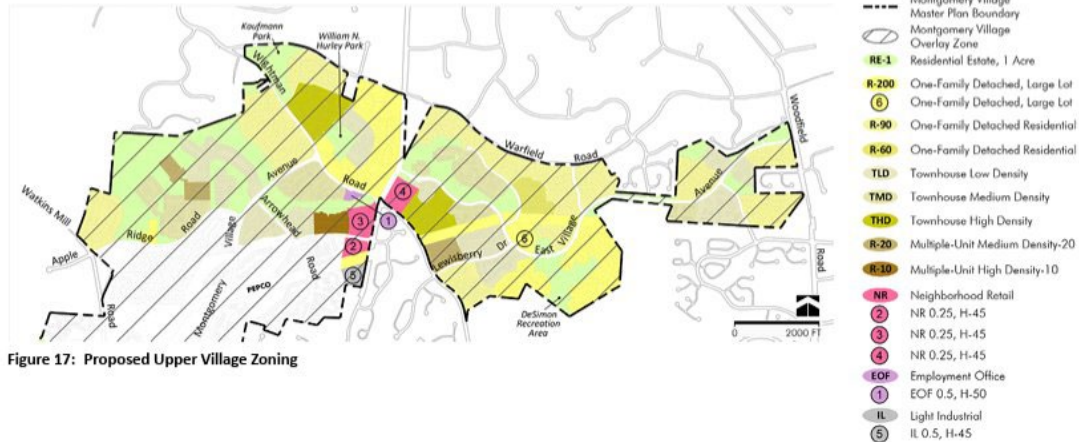 Montgomery Village
Master Plan Boundary
Montgomery Village
Overlay Zone
RE-1 Residential Estate, 1 Acre
R-200 One-Family Detached, Large Lot
6 One-Family Detached, Large Lot
R-90 One-Family Detached Residential
R-60 One-Family Detached Residential
TLD Townhouse Low Density
TMD Townhouse Medium Density
THD Townhouse High Density
R-20 Multiple-Unit Medium Density-20
R-10 Multiple-Unit High Density-10
NR Neighborhood Retail
2 NR 0.25, H-45
3 NR 0.25, H-45
4 NR 0.25, H-45
EOF Employment Office
1 EOF 0.5, H-50
IL Light Industrial
5 IL 0.5, H-45
Kaufmann
Park
William N.
Hurley Park
Wightman
Road
Warfield
Road
Woodfield
Road
Avenue
Avenue
Arrowhead
Road
Watkins Mill
Road
Apple
Ridge
Road
Montgomery
Village
PEPCO
Lewisberry
Dr
East
Village
DeSimon
Recreation
Area
4
3
1
2
5
6
0
2000 FT
Figure 17: Proposed Upper Village Zoning